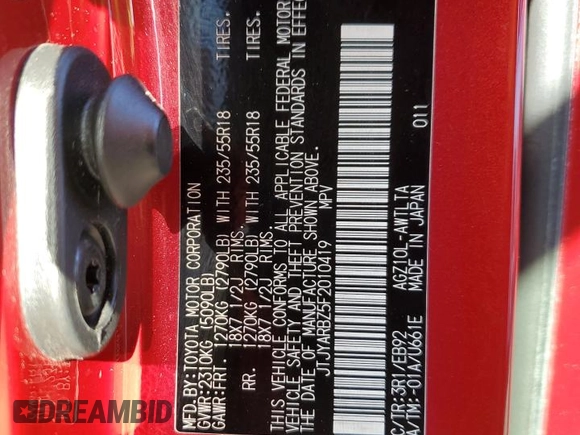 MFD.BY:TOYOTA MOTOR CORPORATION
GVWR:2310KG (5090LB)
GAWR:FRT. 1270KG (2790LB) WITH 235/55R18 TIRES,
18X7 1/2J RIMS,
RR. 1270KG (2790LB) WITH 235/55R18 TIRES,
18X7 1/2J RIMS,
THIS VEHICLE CONFORMS TO ALL APPLICABLE FEDERAL MOTOR
VEHICLE SAFETY AND THEFT PREVENTION STANDARDS IN EFFECT
DATE OF MANUFACTURE SHOWN ABOVE.
JTJYARBZ5F2010419 MPV
C/TR:3R1/EB92 AGZ10L-AWTLTA
A/TM:-01A/U661E MADE IN JAPAN 011
DREAMBID